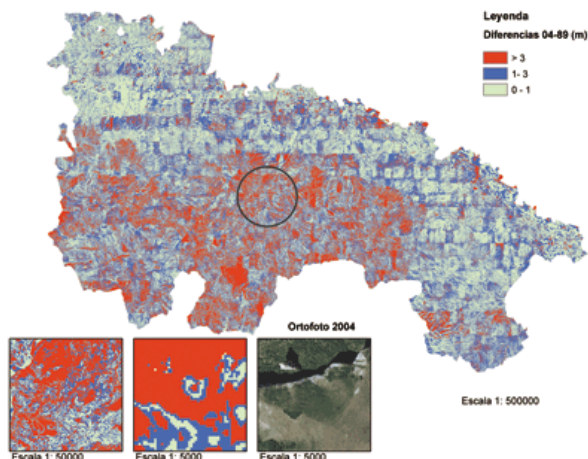 Leyenda
Diferencias 04-89 (m)
> 3
1- 3
0 - 1
Ortofoto 2004
Escala 1: 500000
Escala 1: 50000
Escala 1: 5000
Escala 1: 5000